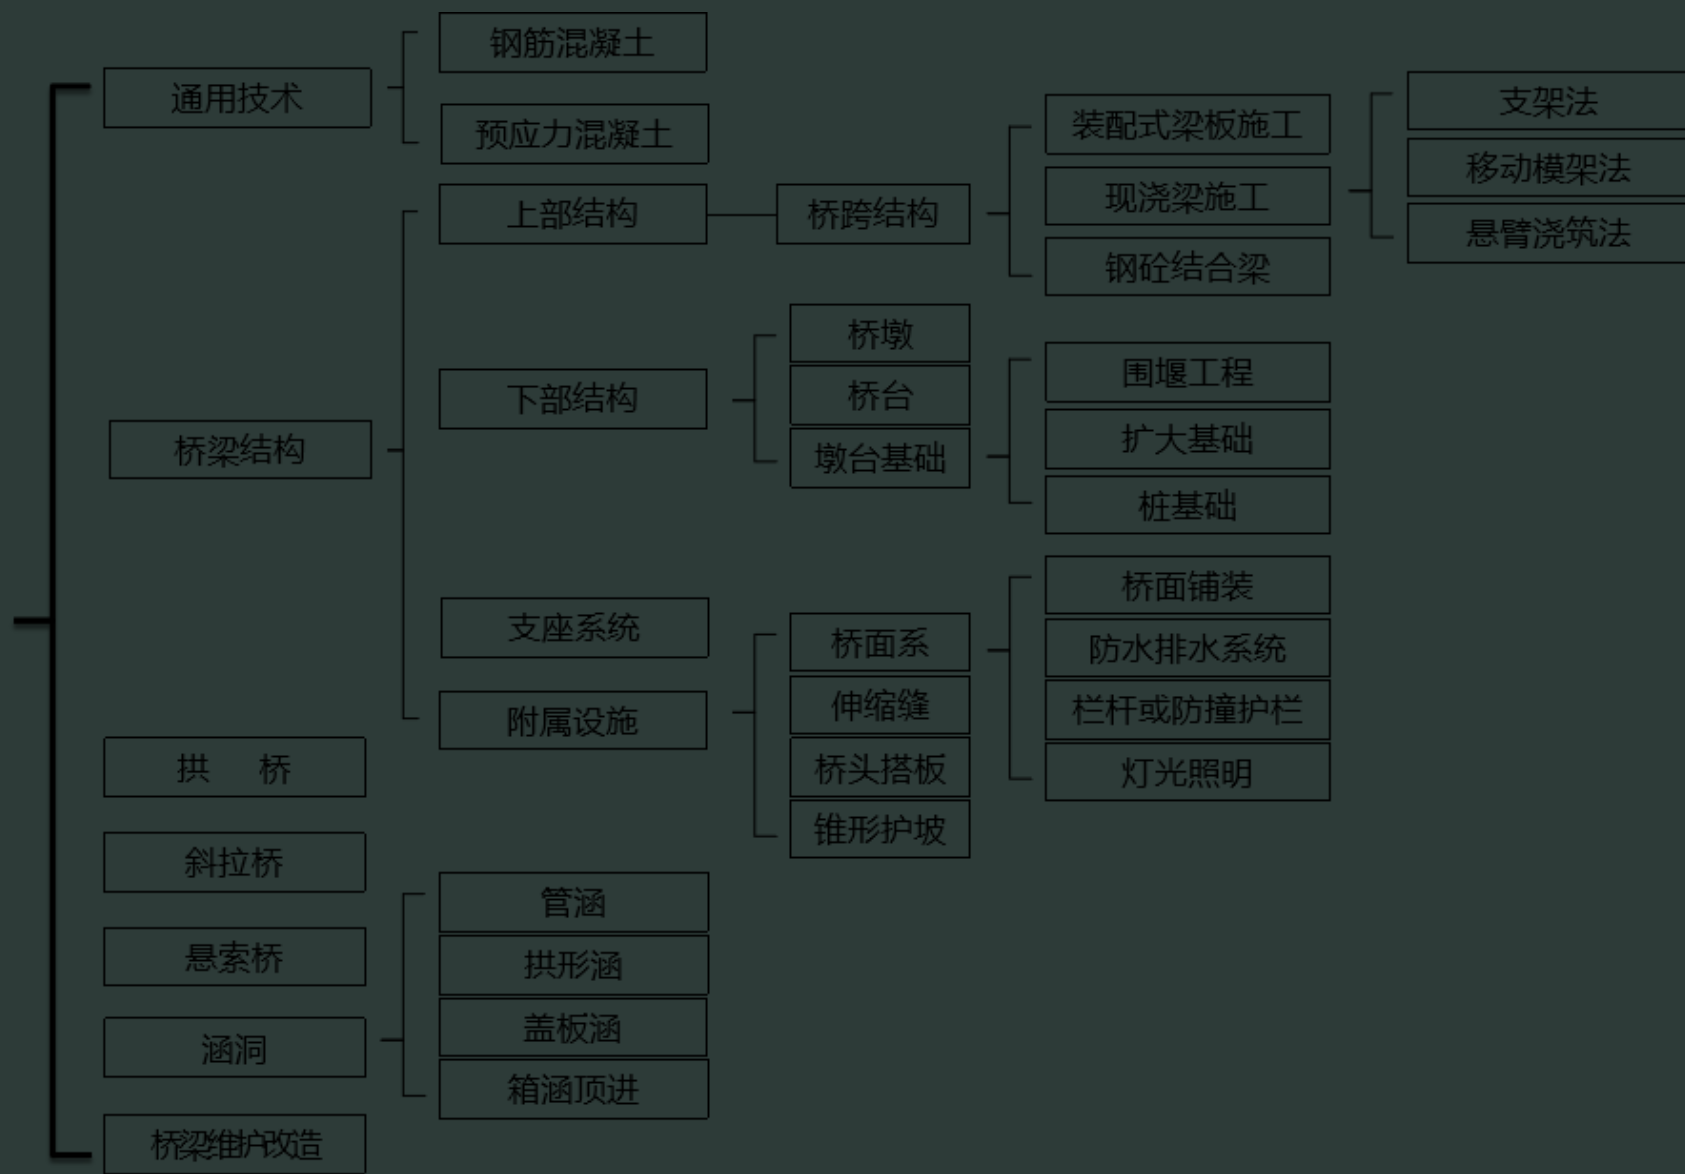 通用技术
钢筋混凝土
预应力混凝土
桥梁结构
上部结构
桥跨结构
装配式梁板施工
现浇梁施工
支架法
移动模架法
悬臂浇筑法
钢砼结合梁
下部结构
桥墩
桥台
墩台基础
围堰工程
扩大基础
桩基础
支座系统
附属设施
桥面系
桥面铺装
防水排水系统
栏杆或防撞护栏
灯光照明
伸缩缝
桥头搭板
锥形护坡
拱 桥
斜拉桥
悬索桥
涵洞
管涵
拱形涵
盖板涵
箱涵顶进
桥梁维护改造